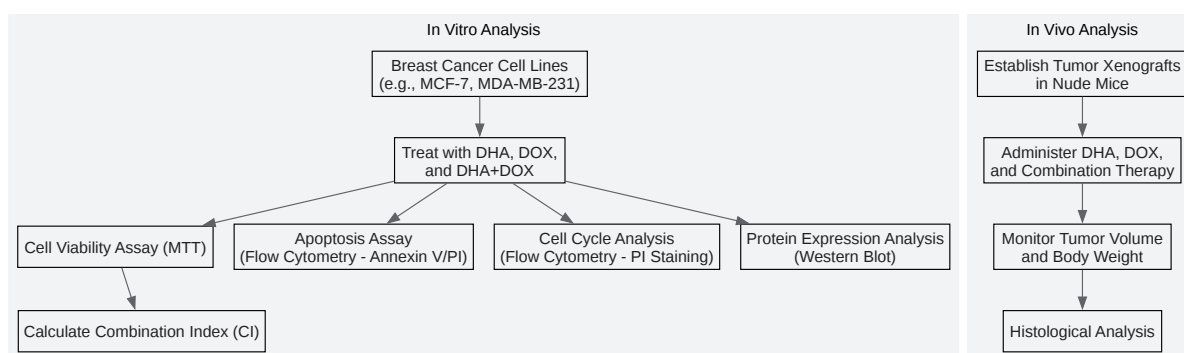 In Vitro Analysis
Breast Cancer Cell Lines
(e.g., MCF-7, MDA-MB-231)
Treat with DHA, DOX,
and DHA+DOX
Cell Viability Assay (MTT)
Apoptosis Assay
(Flow Cytometry - Annexin V/PI)
Cell Cycle Analysis
(Flow Cytometry - PI Staining)
Protein Expression Analysis
(Western Blot)
Calculate Combination Index (CI)
In Vivo Analysis
Establish Tumor Xenografts
in Nude Mice
Administer DHA, DOX,
and Combination Therapy
Monitor Tumor Volume
and Body Weight
Histological Analysis